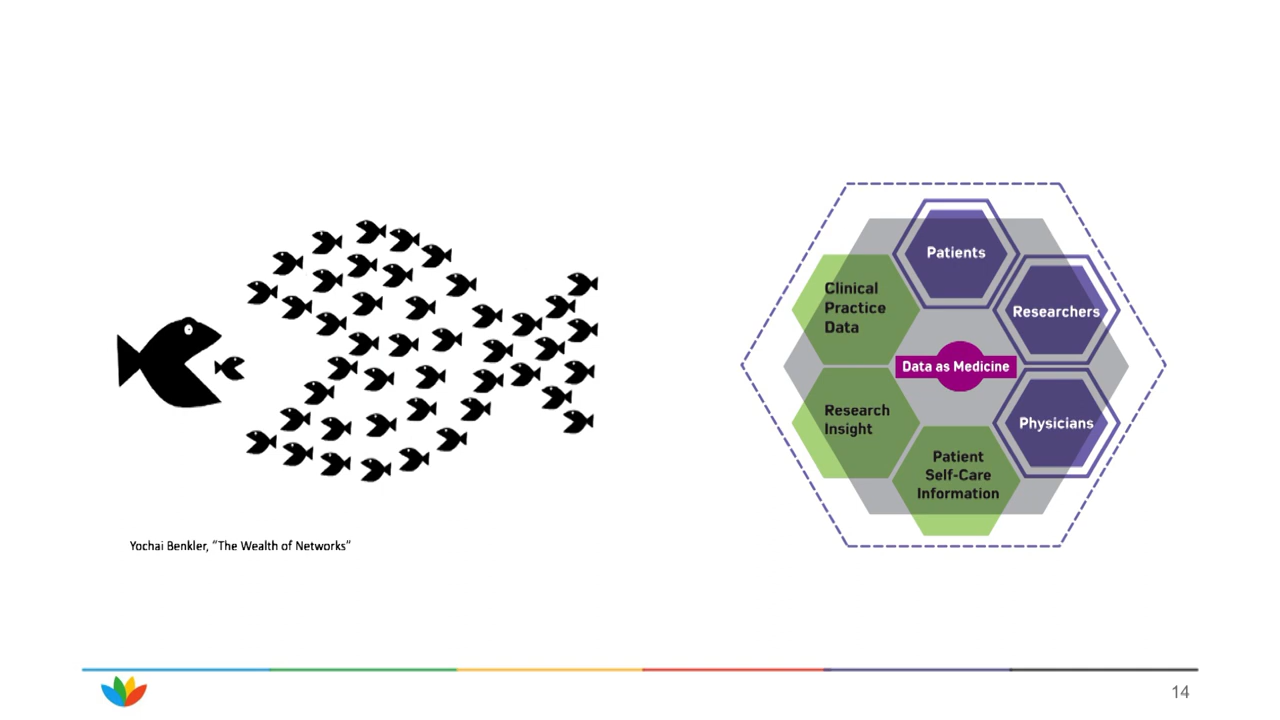 Yochai Benkler, “The Wealth of Networks”
Patients
Clinical
Practice
Data
Researchers
Data as Medicine
Research
Insight
Physicians
Patient
Self-Care
Information
14